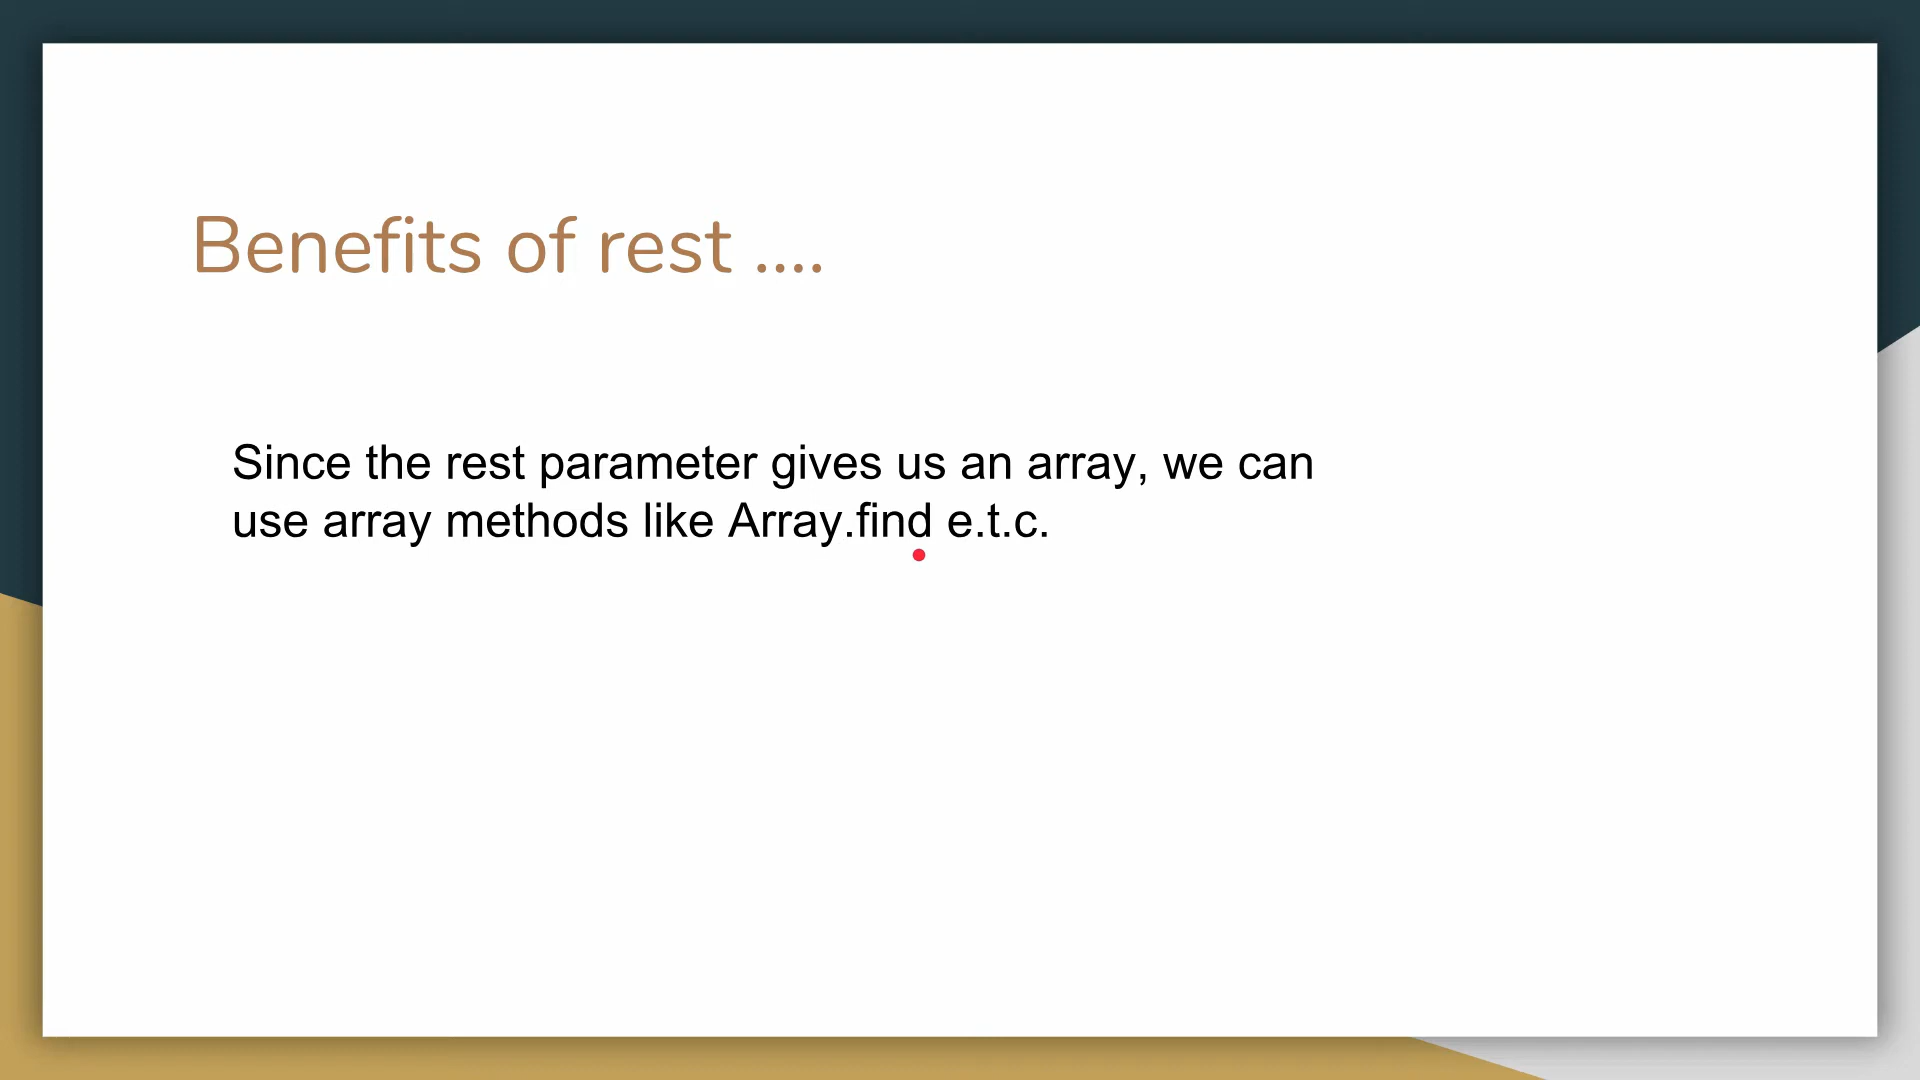 Benefits of rest ....
Since the rest parameter gives us an array, we can
use array methods like Array.find e.t.c.